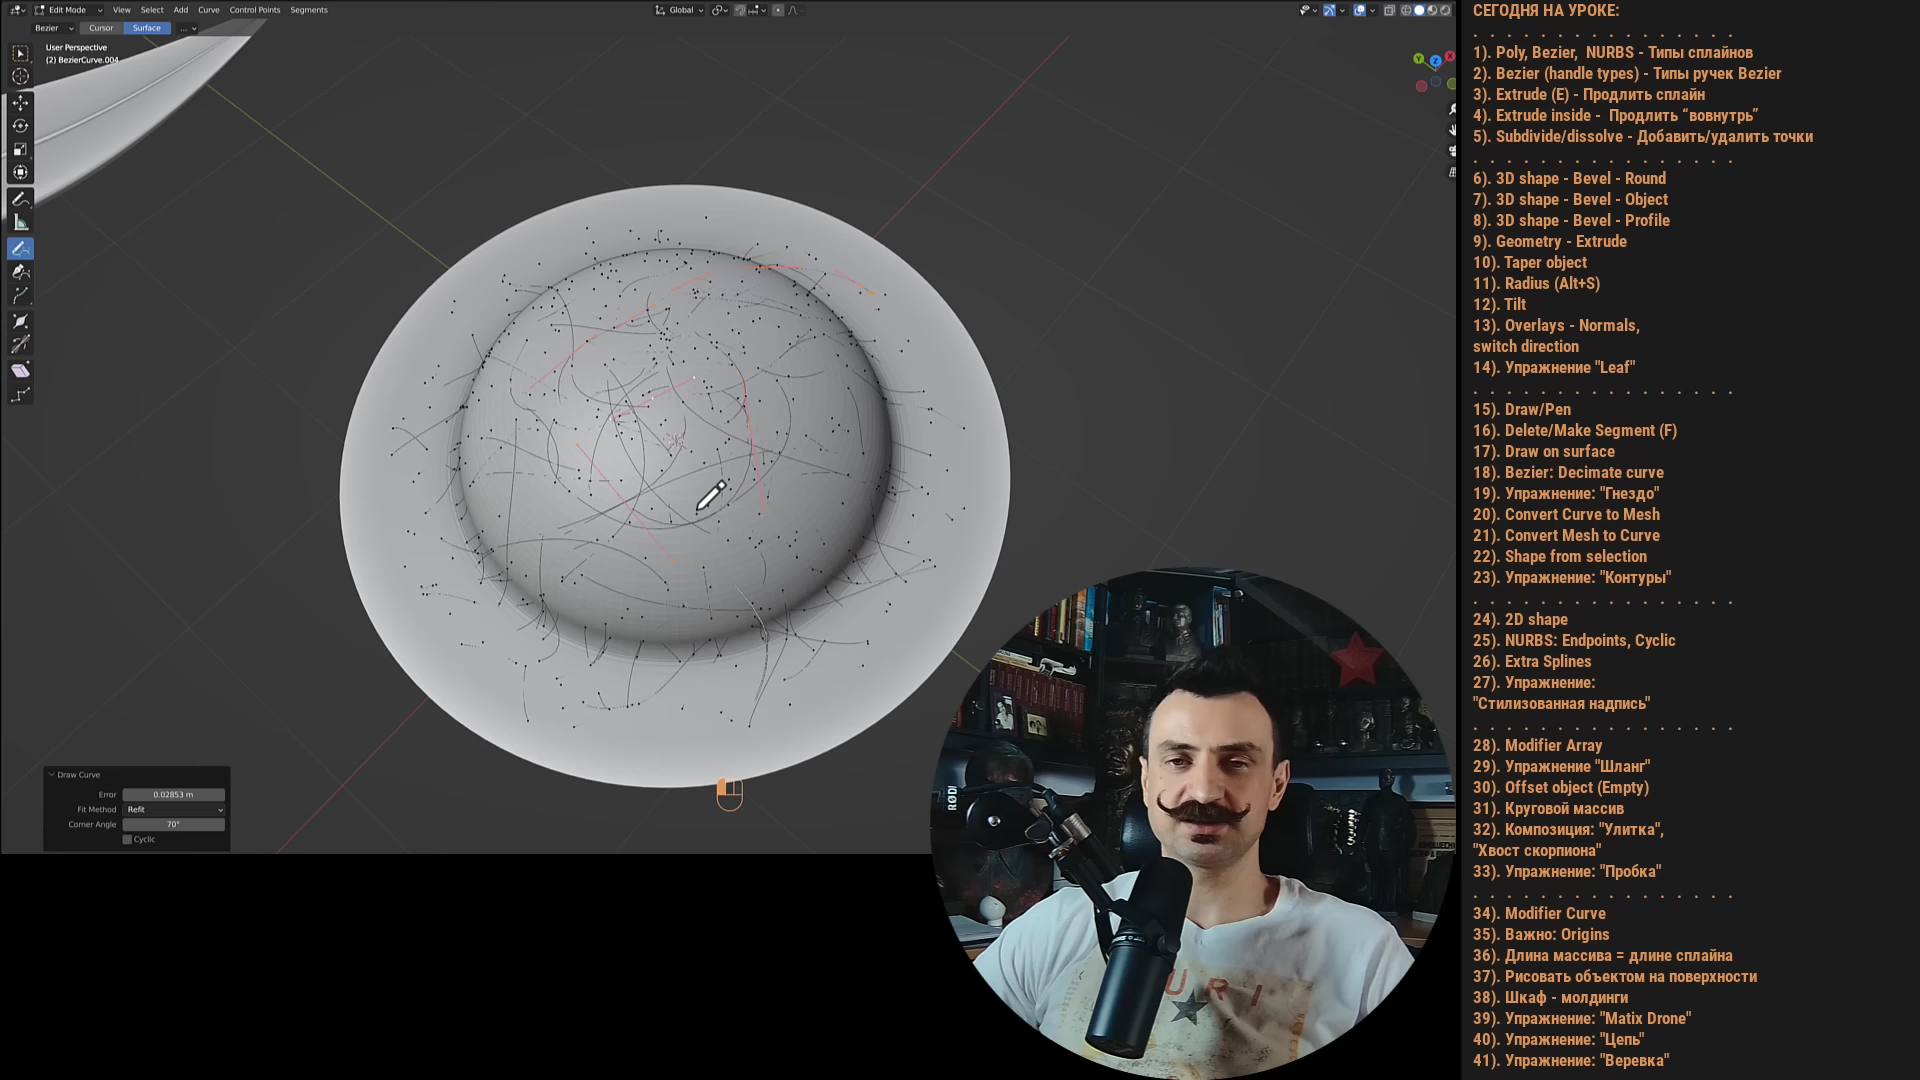 Edit Mode View Select Add Curve Control Points Segments
Global
Bezier Cursor Surface ...
User Perspective
(2) BezierCurve.004
Y Z X
Draw Curve
Error 0.02853 m
Fit Method Refit
Corner Angle 70°
Cyclic
RØDE
URI
СЕГОДНЯ НА УРОКЕ:
. . . . . . . . . . . . . . . .
1). Poly, Bezier, NURBS - Типы сплайнов
2). Bezier (handle types) - Типы ручек Bezier
3). Extrude (E) - Продлить сплайн
4). Extrude inside - Продлить “вовнутрь”
5). Subdivide/dissolve - Добавить/удалить точки
. . . . . . . . . . . . . . . .
6). 3D shape - Bevel - Round
7). 3D shape - Bevel - Object
8). 3D shape - Bevel - Profile
9). Geometry - Extrude
10). Taper object
11). Radius (Alt+S)
12). Tilt
13). Overlays - Normals,
switch direction
14). Упражнение "Leaf"
. . . . . . . . . . . . . . . .
15). Draw/Pen
16). Delete/Make Segment (F)
17). Draw on surface
18). Bezier: Decimate curve
19). Упражнение: "Гнездо"
20). Convert Curve to Mesh
21). Convert Mesh to Curve
22). Shape from selection
23). Упражнение: "Контуры"
. . . . . . . . . . . . . . . .
24). 2D shape
25). NURBS: Endpoints, Cyclic
26). Extra Splines
27). Упражнение:
"Стилизованная надпись"
. . . . . . . . . . . . . . . .
28). Modifier Array
29). Упражнение "Шланг"
30). Offset object (Empty)
31). Круговой массив
32). Композиция: "Улитка",
"Хвост скорпиона"
33). Упражнение: "Пробка"
. . . . . . . . . . . . . . . .
34). Modifier Curve
35). Важно: Origins
36). Длина массива = длине сплайна
37). Рисовать объектом на поверхности
38). Шкаф - молдинги
39). Упражнение: "Matix Drone"
40). Упражнение: "Цепь"
41). Упражнение: "Веревка"